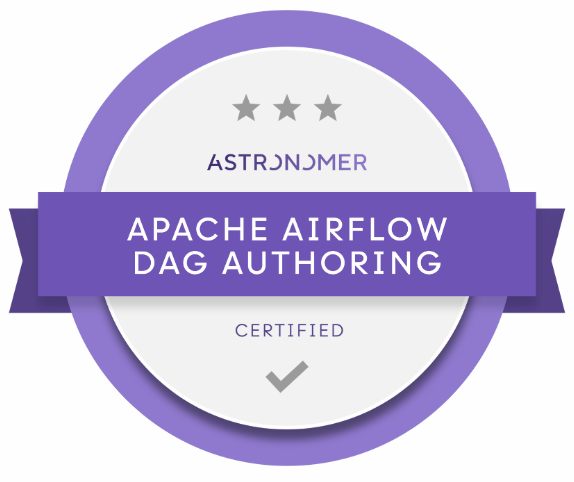 ASTRONOMER
APACHE AIRFLOW
DAG AUTHORING
CERTIFIED